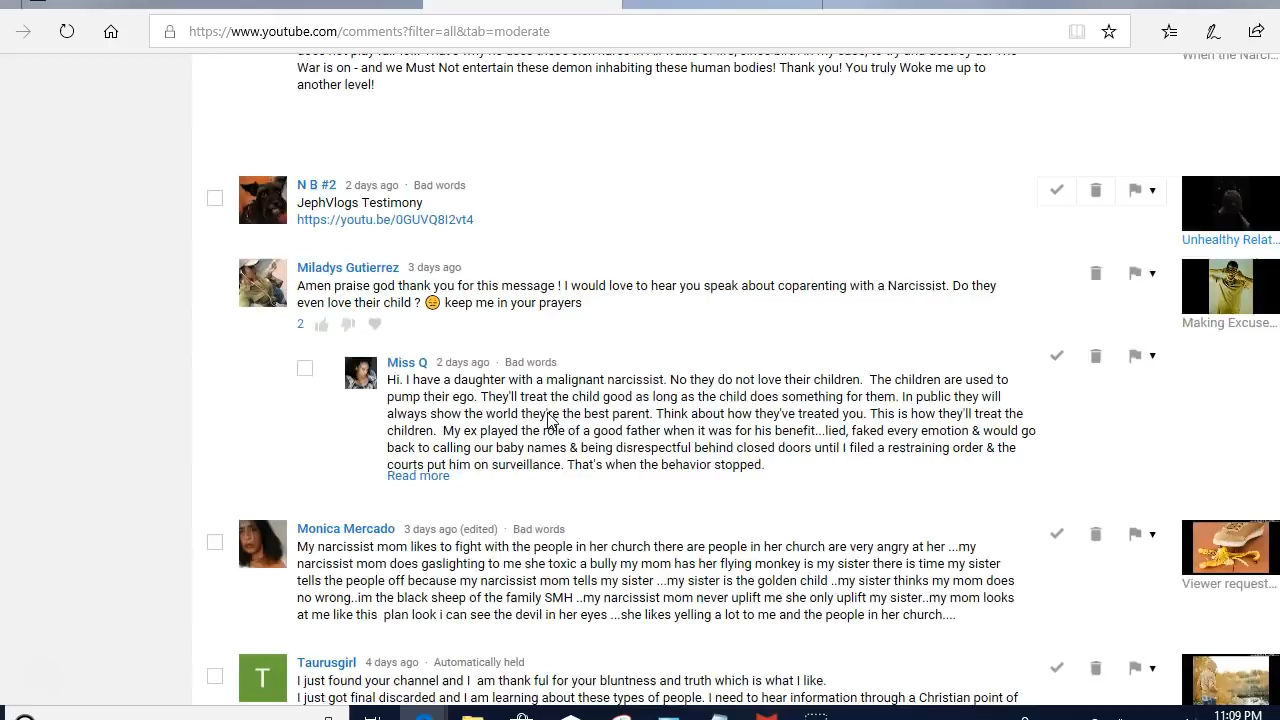 https://www.youtube.com/comments?filter=all&tab=moderate
War is on - and we Must Not entertain these demon inhabiting these human bodies! Thank you! You truly Woke me up to
another level!
When the Narci...
N B #2 2 days ago · Bad words
JephVlogs Testimony
https://youtu.be/0GUVQ8I2vt4
Unhealthy Relat...
Miladys Gutierrez 3 days ago
Amen praise god thank you for this message ! I would love to hear you speak about coparenting with a Narcissist. Do they
even love their child ? 😑 keep me in your prayers
2
Making Excuse...
Miss Q 2 days ago · Bad words
Hi. I have a daughter with a malignant narcissist. No they do not love their children.  The children are used to
pump their ego. They'll treat the child good as long as the child does something for them. In public they will
always show the world they're the best parent. Think about how they've treated you. This is how they'll treat the
children.  My ex played the role of a good father when it was for his benefit...lied, faked every emotion & would go
back to calling our baby names & being disrespectful behind closed doors until I filed a restraining order & the
courts put him on surveillance. That's when the behavior stopped.
Read more
Monica Mercado 3 days ago (edited) · Bad words
My narcissist mom likes to fight with the people in her church there are people in her church are very angry at her ...my
narcissist mom does gaslighting to me she toxic a bully my mom has her flying monkey is my sister there is time my sister
tells the people off because my narcissist mom tells my sister ...my sister is the golden child ..my sister thinks my mom does
no wrong..im the black sheep of the family SMH ..my narcissist mom never uplift me she only uplift my sister..my mom looks
at me like this  plan look i can see the devil in her eyes ...she likes yelling a lot to me and the people in her church....
Viewer request...
T
Taurusgirl 4 days ago · Automatically held
I just found your channel and I  am thank ful for your bluntness and truth which is what I like.
I just got final discarded and I am learning about these types of people. I need to hear information through a Christian point of
11:09 PM